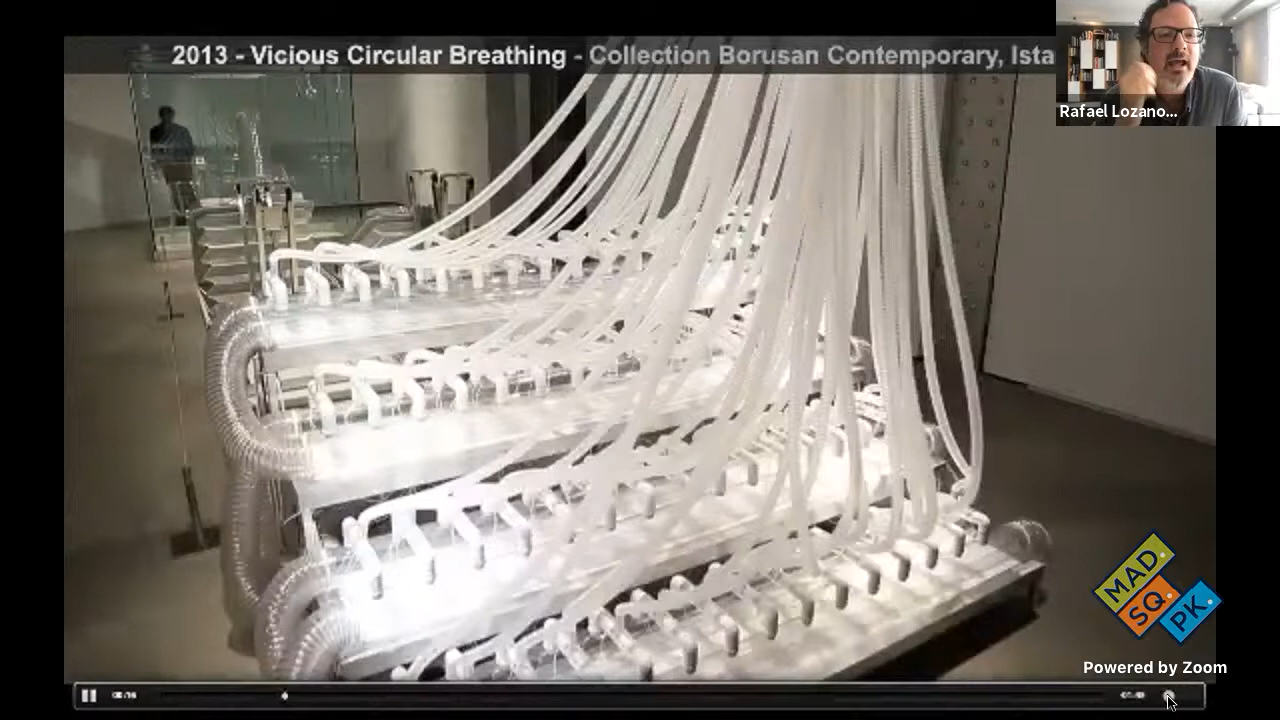 2013 - Vicious Circular Breathing - Collection Borusan Contemporary, Ista
Rafael Lozano...
MAD.
SQ.
PK.
Powered by Zoom